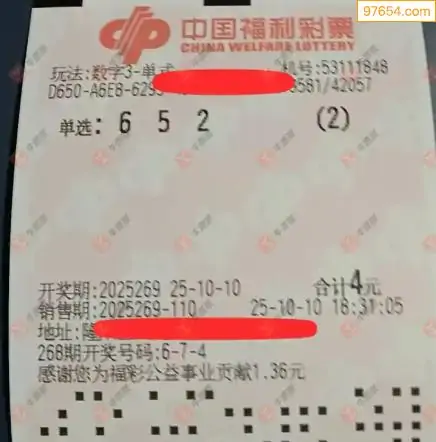 97654.com
中国福利彩票
CHINA WELFARE LOTTERY
玩法:数字3-单式 机号:53111848
D650-A6E8-6293 581/42057
单选: 6 5 2 (2)
开奖期:2025269 25-10-10 合计4元
销售期:2025269-110 25-10-10 18:31:05
地址:隆
268期开奖号码:6-7-4
感谢您为福彩公益事业贡献1.36元